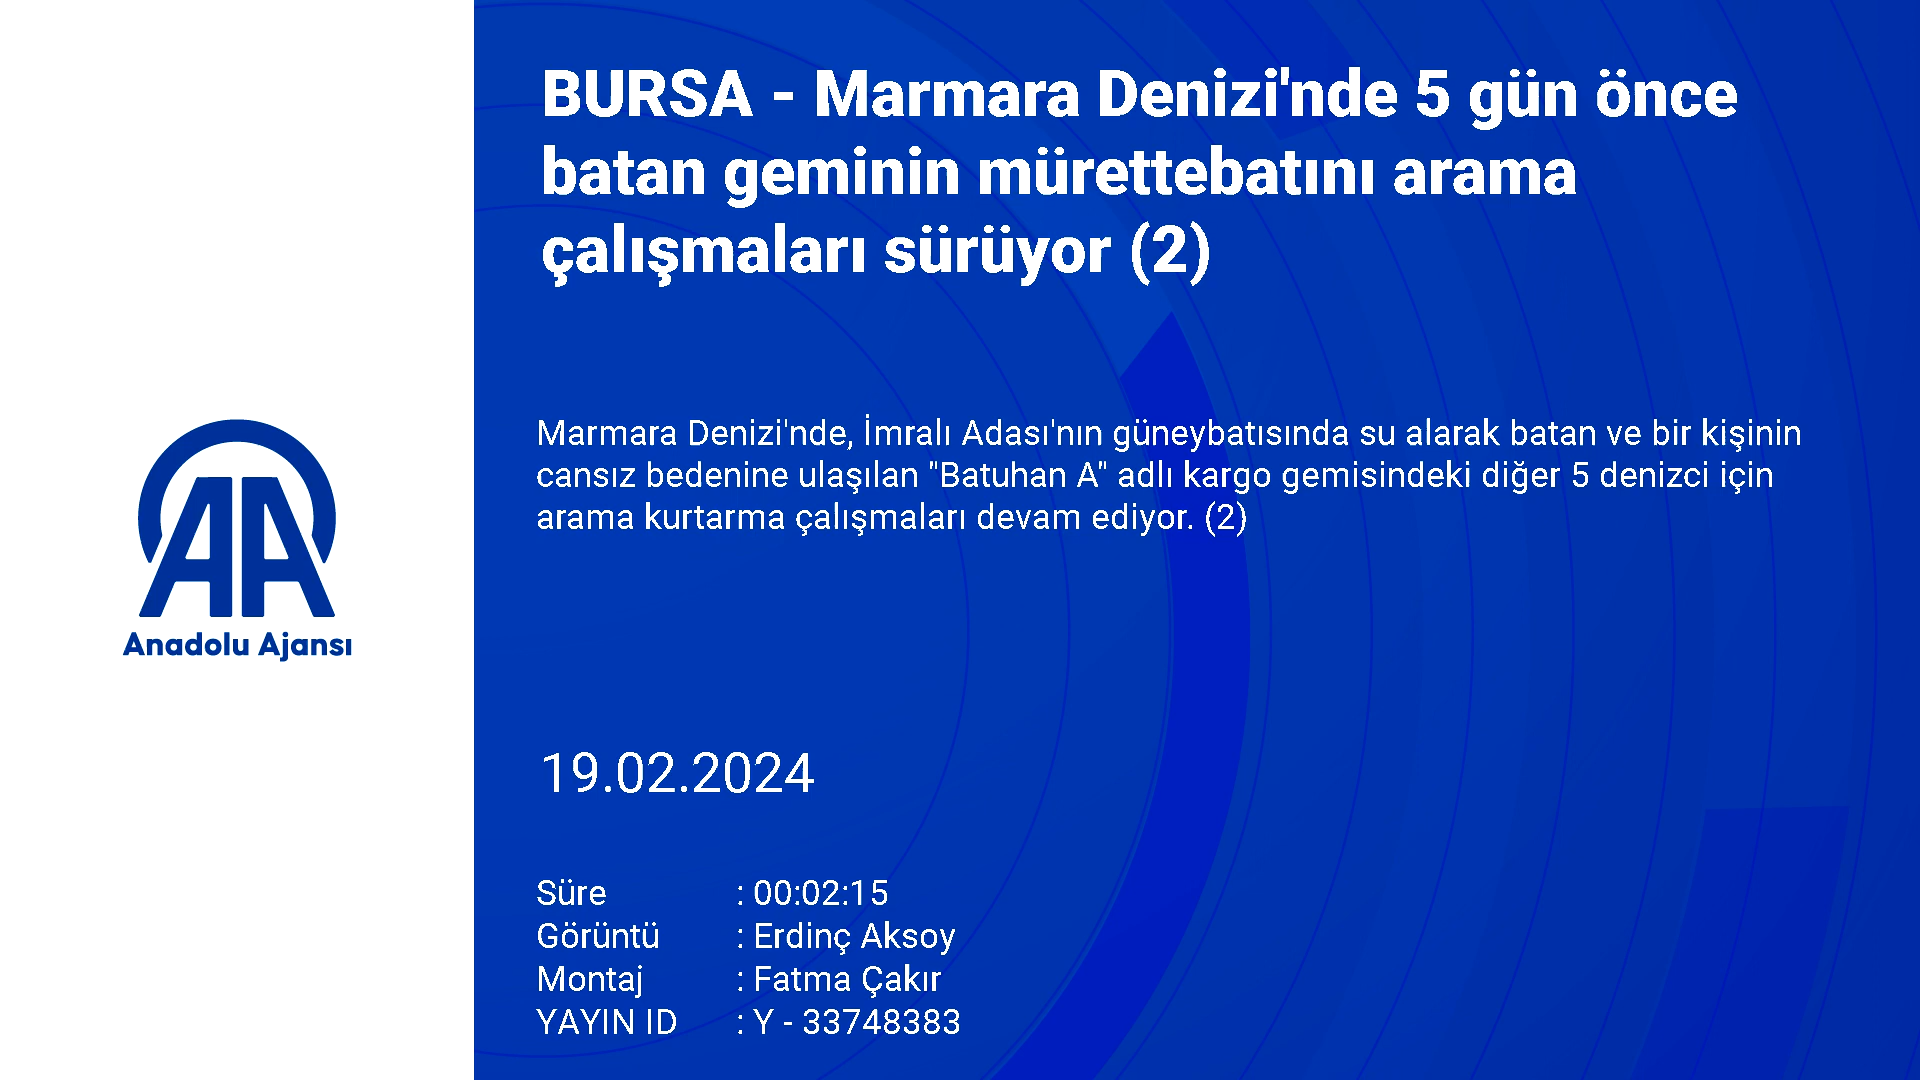 BURSA - Marmara Denizi'nde 5 gün önce
batan geminin mürettebatını arama
çalışmaları sürüyor (2)
Marmara Denizi'nde, İmralı Adası'nın güneybatısında su alarak batan ve bir kişinin
cansız bedenine ulaşılan "Batuhan A" adlı kargo gemisindeki diğer 5 denizci için
arama kurtarma çalışmaları devam ediyor. (2)
AA
Anadolu Ajansı
19.02.2024
Süre : 00:02:15
Görüntü : Erdinç Aksoy
Montaj : Fatma Çakır
YAYIN ID : Y - 33748383